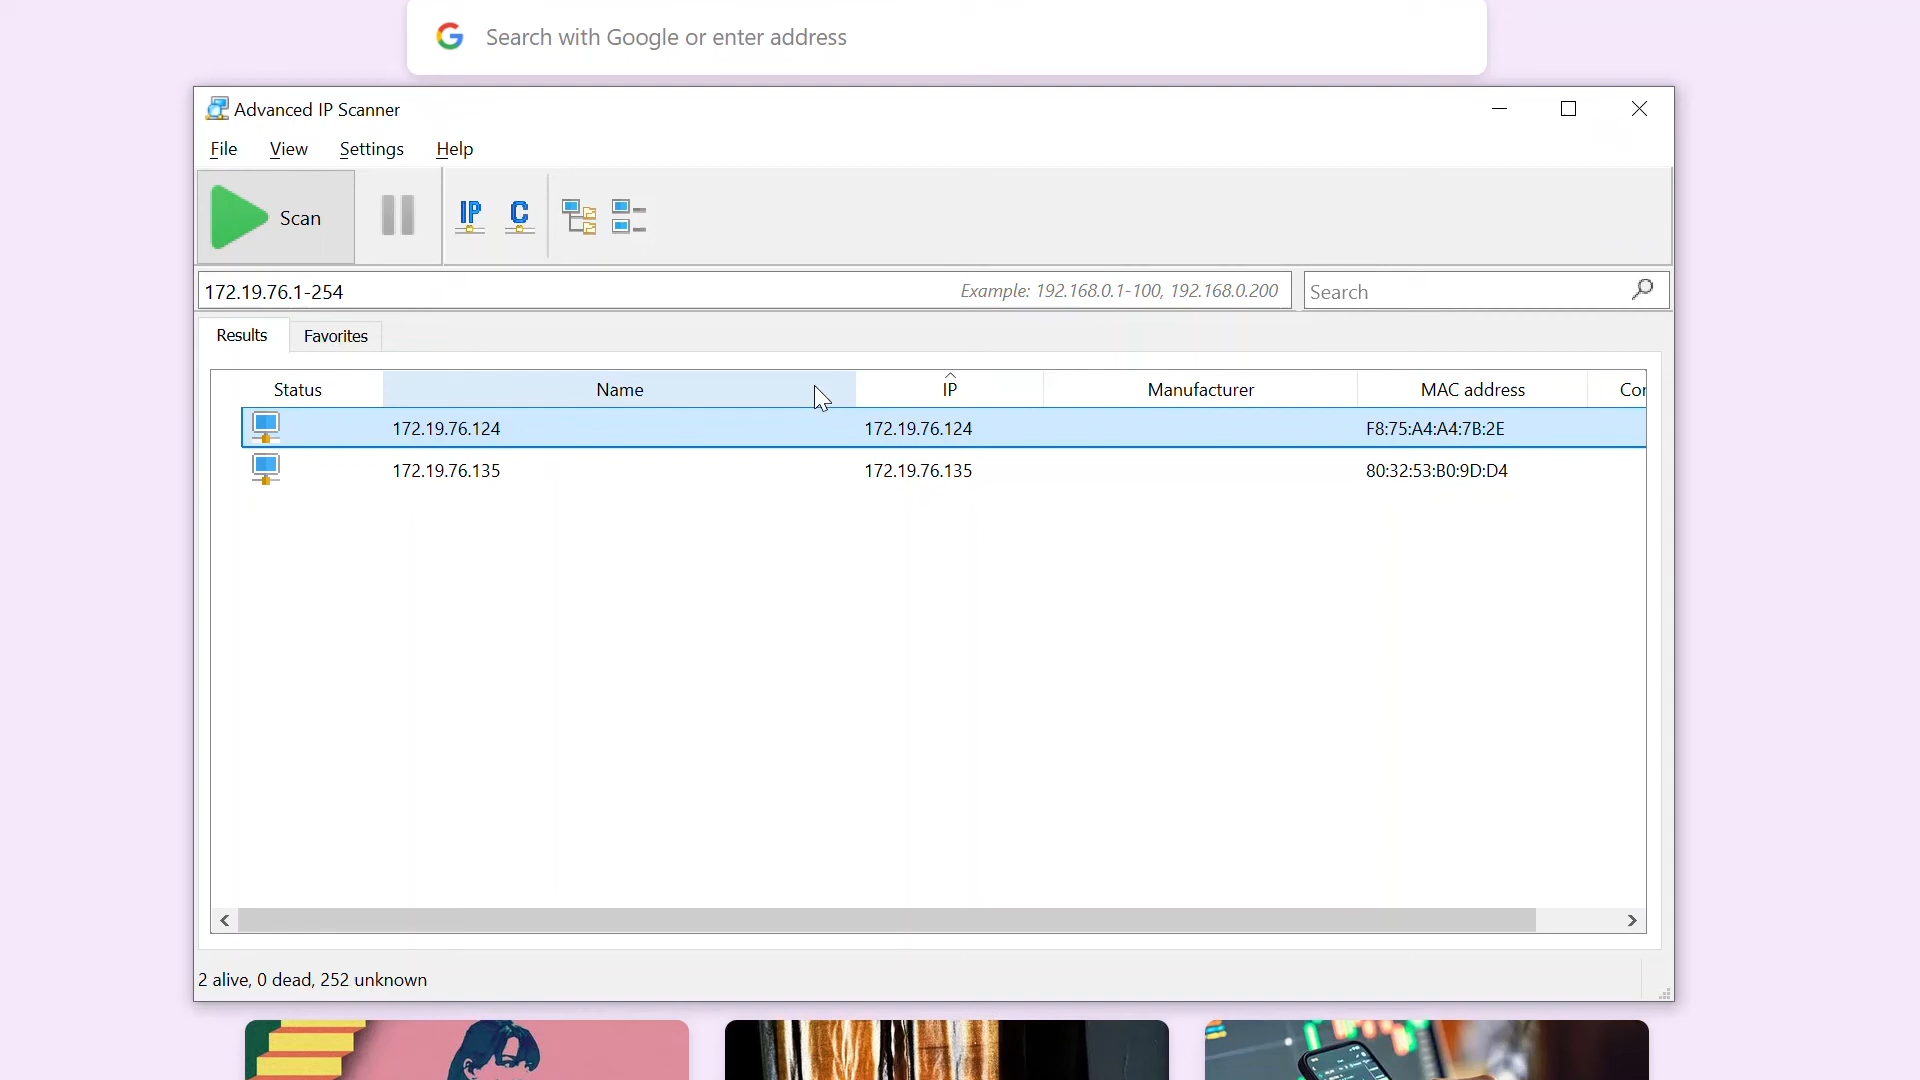 Search with Google or enter address
Advanced IP Scanner
File View Settings Help
Scan IP C
172.19.76.1-254 Example: 192.168.0.1-100, 192.168.0.200 Search
Results Favorites
Status Name IP Manufacturer MAC address Cor
172.19.76.124 172.19.76.124 F8:75:A4:A4:7B:2E
172.19.76.135 172.19.76.135 80:32:53:B0:9D:D4
2 alive, 0 dead, 252 unknown